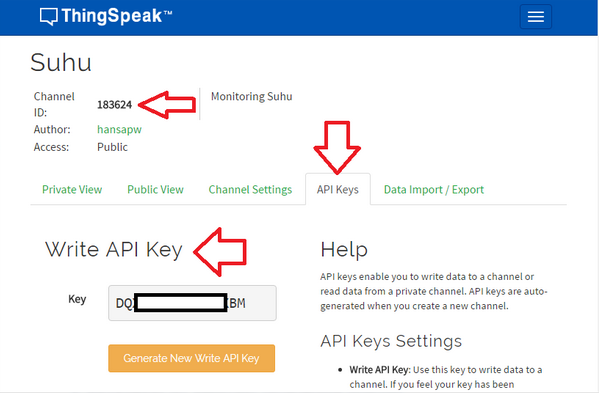 ThingSpeak™
Suhu
Channel
ID:
183624
Monitoring Suhu
Author:
hansapw
Access:
Public
Private View
Public View
Channel Settings
API Keys
Data Import / Export
Write API Key
Key
Generate New Write API Key
Help
API keys enable you to write data to a channel or
read data from a private channel. API keys are auto-
generated when you create a new channel.
API Keys Settings
• Write API Key: Use this key to write data to a
channel. If you feel your key has been